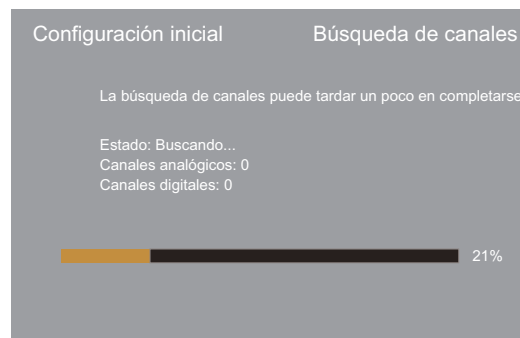 Configuración inicial
Búsqueda de canales
La búsqueda de canales puede tardar un poco en completarse
Estado: Buscando...
Canales analógicos: 0
Canales digitales: 0
21%